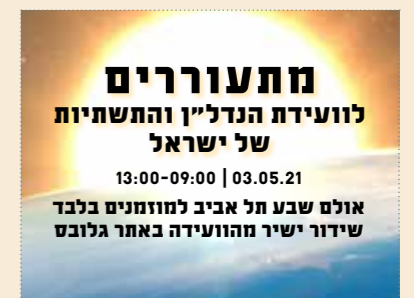 מתעוררים
לוועידת הנדל״ן והתשתיות
של ישראל
13:00-09:00 | 03.05.21
אולם שבע תל אביב למוזמנים בלבד
שידור ישיר מהוועידה באתר גלובס